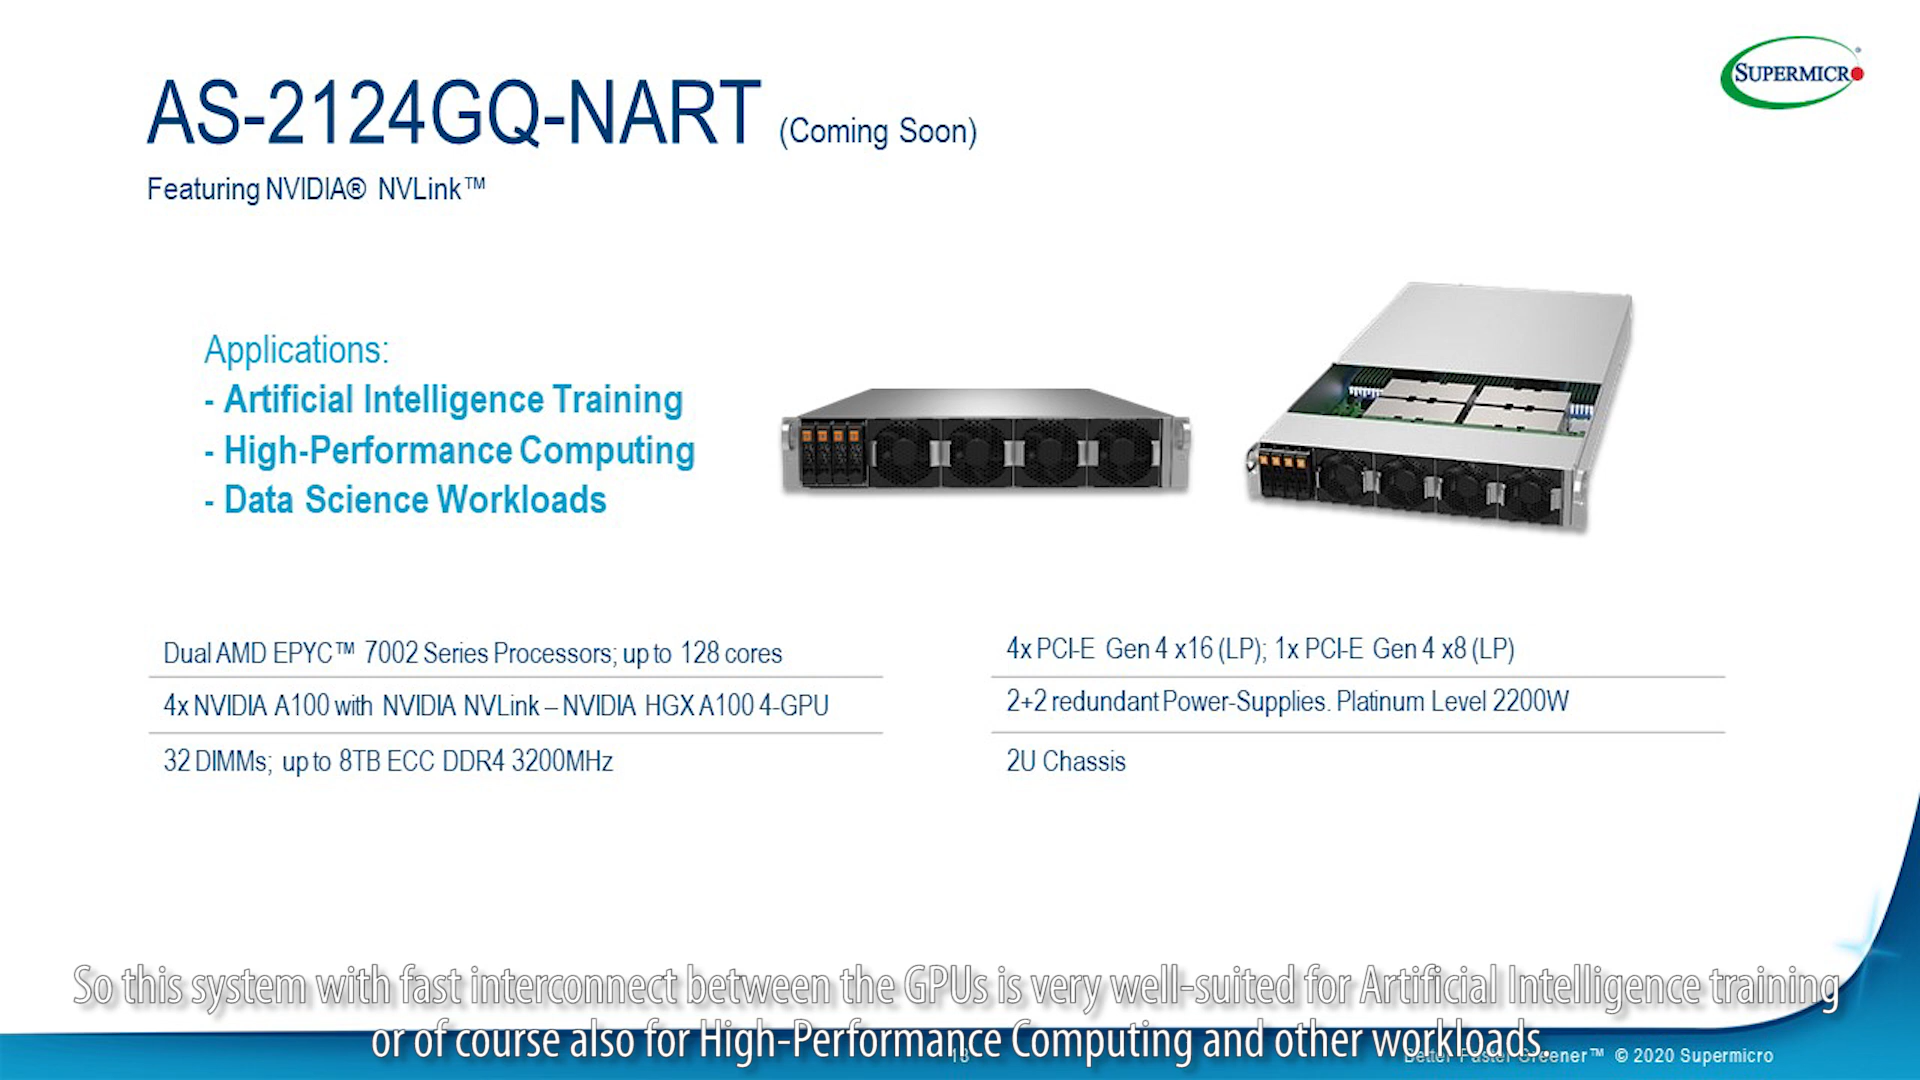 SUPERMICRO
AS-2124GQ-NART (Coming Soon)
Featuring NVIDIA® NVLink™
Applications:
- Artificial Intelligence Training
- High-Performance Computing
- Data Science Workloads
Dual AMD EPYC™ 7002 Series Processors; up to 128 cores
4x NVIDIA A100 with NVIDIA NVLink – NVIDIA HGX A100 4-GPU
32 DIMMs; up to 8TB ECC DDR4 3200MHz
4x PCI-E Gen 4 x16 (LP); 1x PCI-E Gen 4 x8 (LP)
2+2 redundant Power-Supplies. Platinum Level 2200W
2U Chassis
So this system with fast interconnect between the GPUs is very well-suited for Artificial Intelligence training
or of course also for High-Performance Computing and other workloads.
13
Better Faster Greener™ © 2020 Supermicro